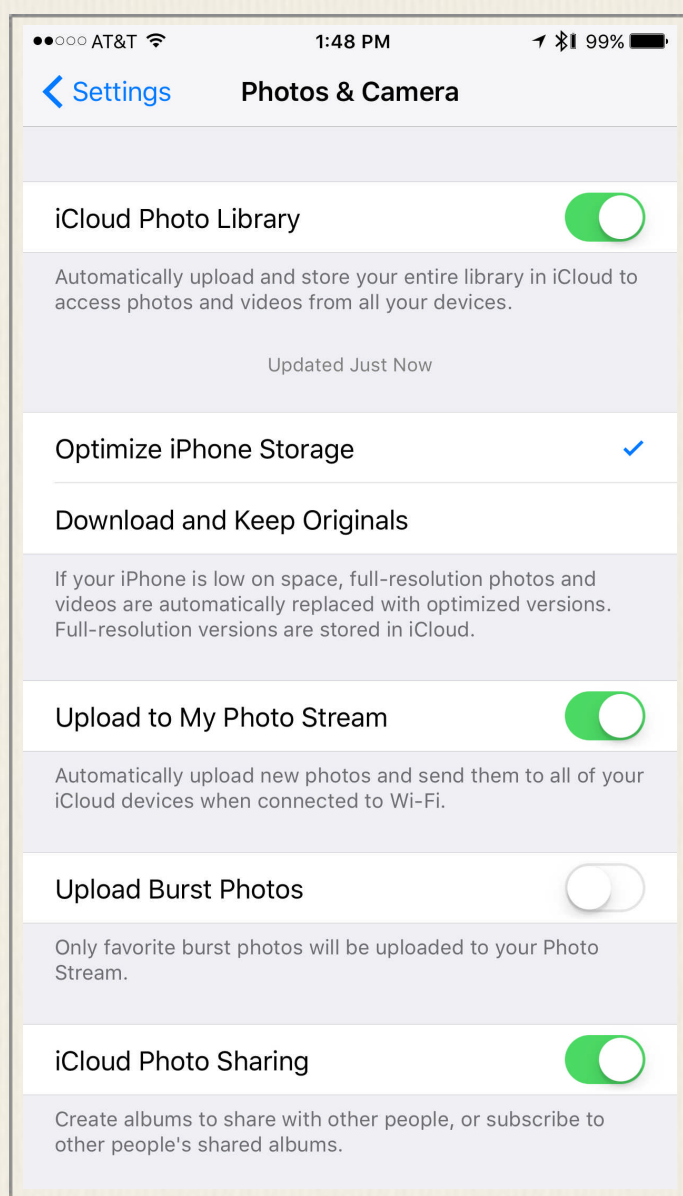 AT&T 1:48 PM 99%
Settings Photos & Camera
iCloud Photo Library
Automatically upload and store your entire library in iCloud to
access photos and videos from all your devices.
Updated Just Now
Optimize iPhone Storage
Download and Keep Originals
If your iPhone is low on space, full-resolution photos and
videos are automatically replaced with optimized versions.
Full-resolution versions are stored in iCloud.
Upload to My Photo Stream
Automatically upload new photos and send them to all of your
iCloud devices when connected to Wi-Fi.
Upload Burst Photos
Only favorite burst photos will be uploaded to your Photo
Stream.
iCloud Photo Sharing
Create albums to share with other people, or subscribe to
other people's shared albums.